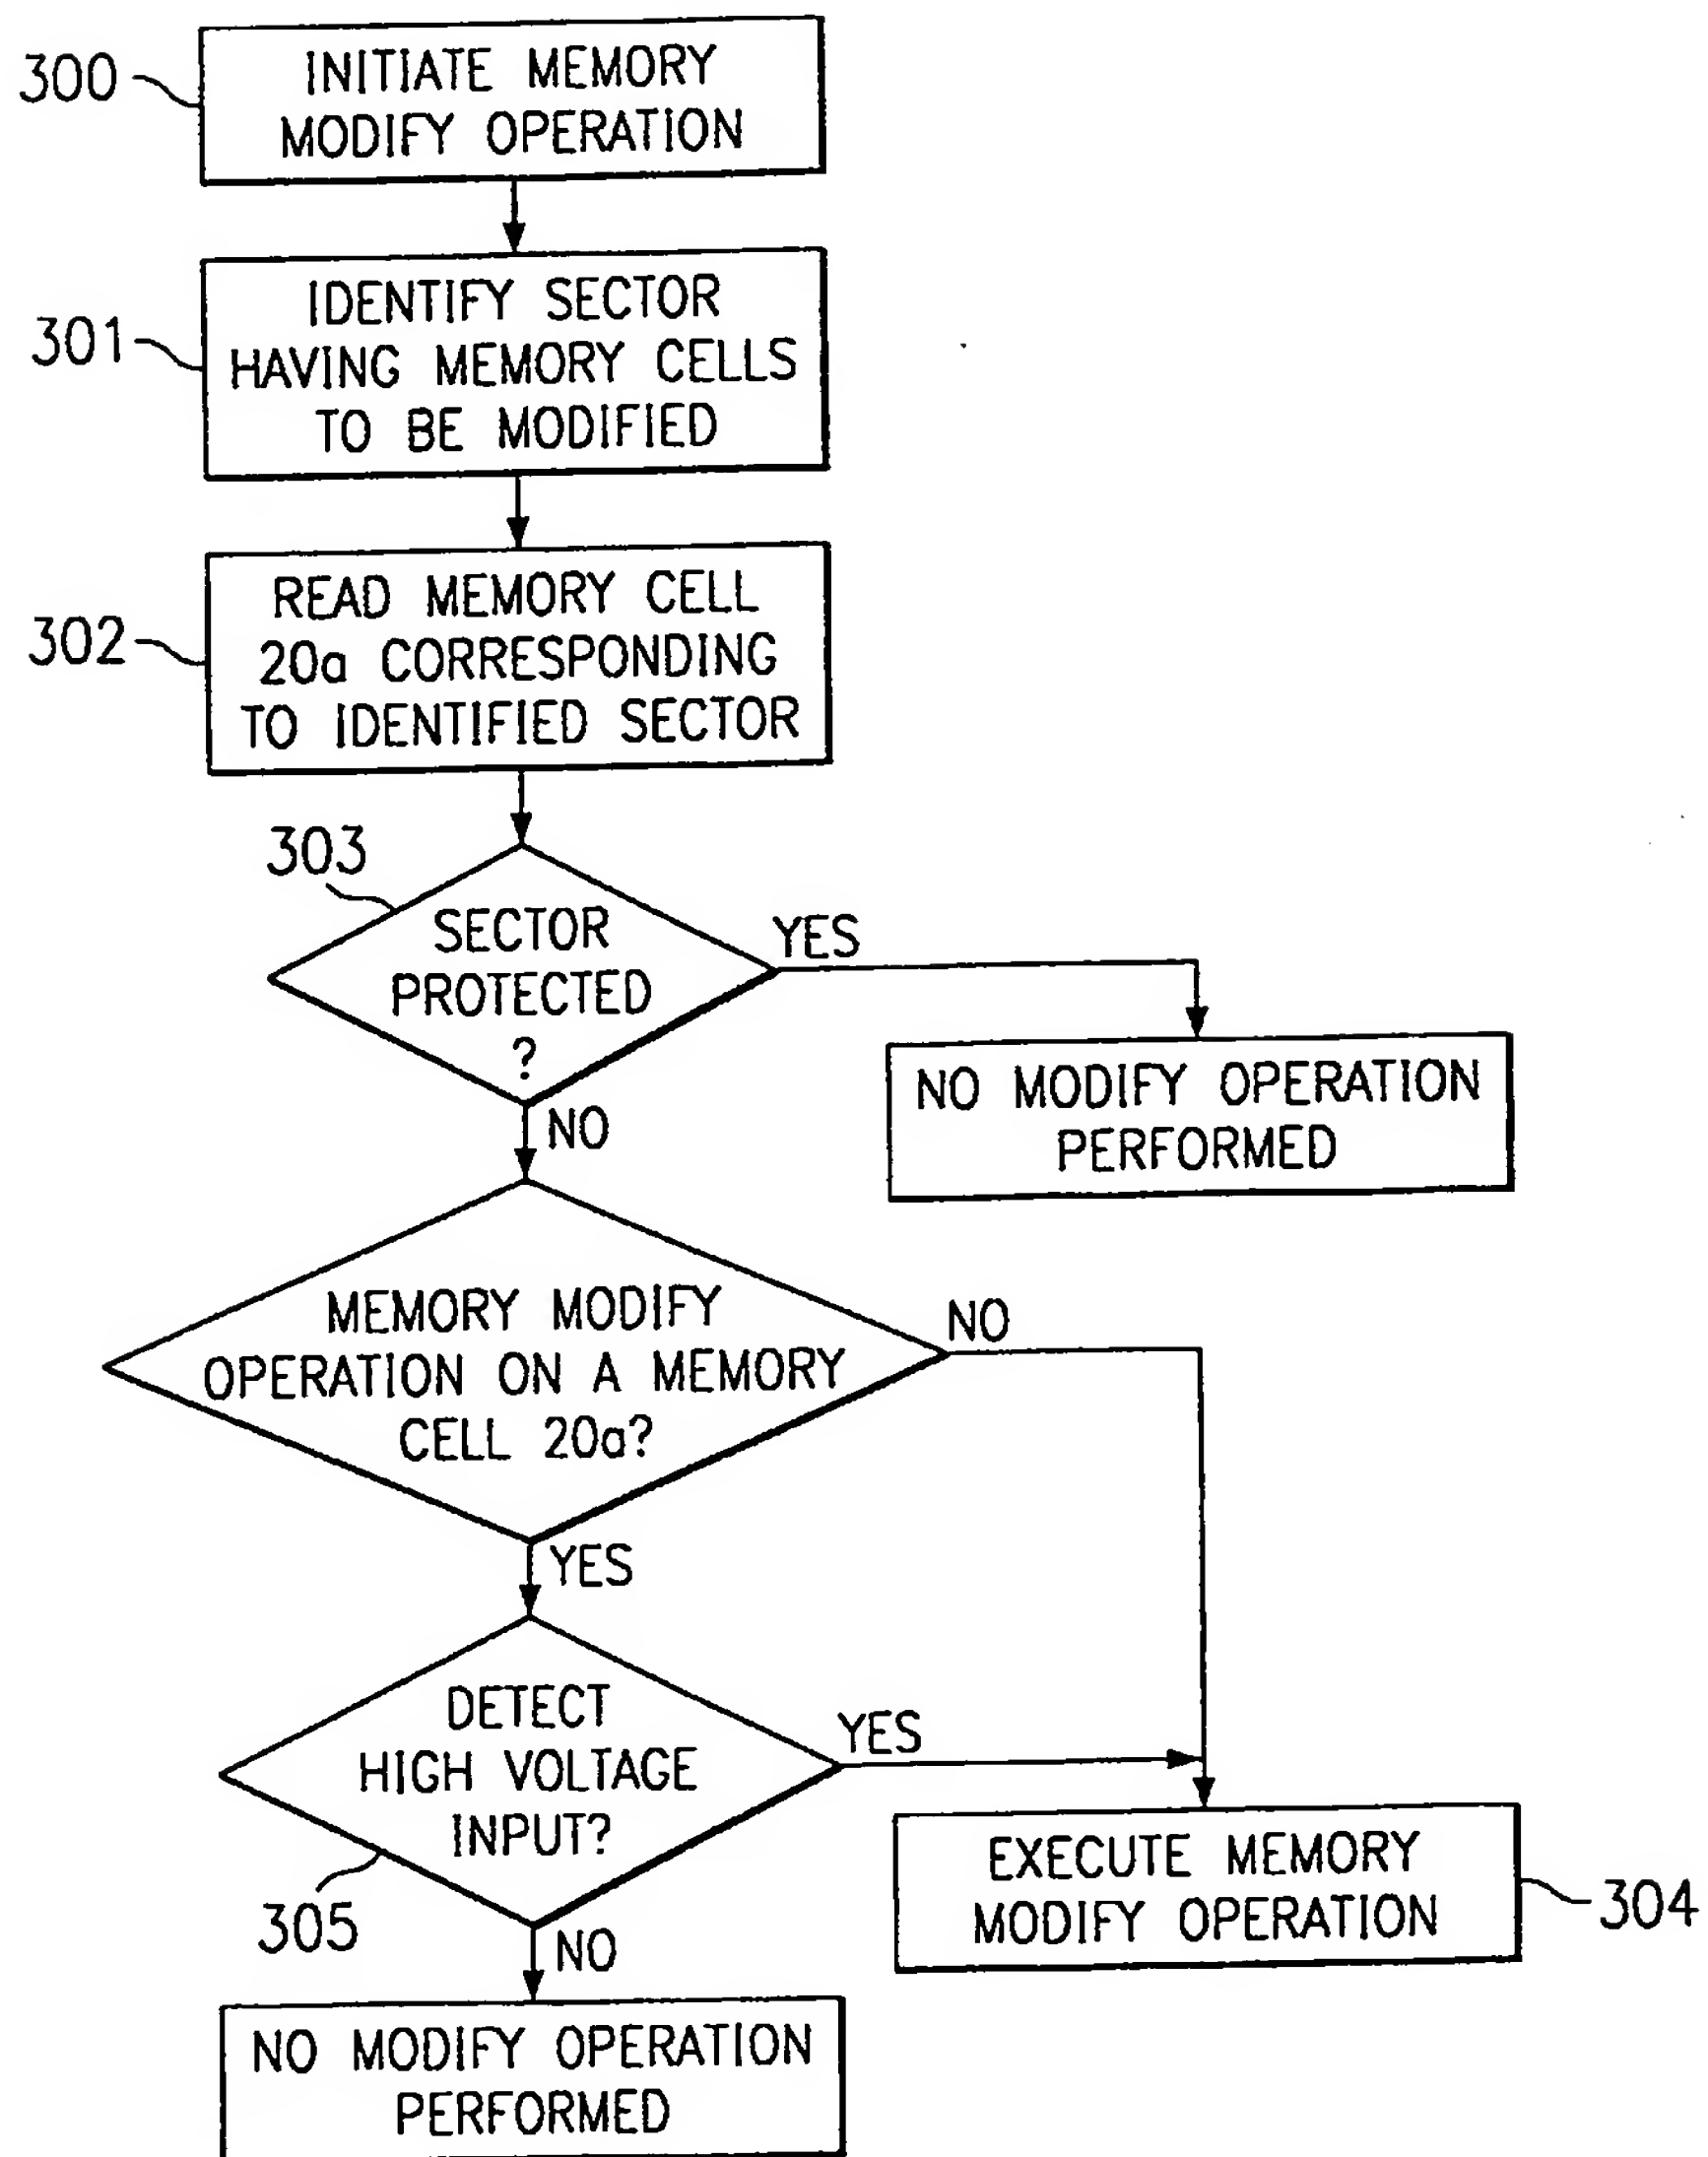 300
INITIATE MEMORY
MODIFY OPERATION
301
IDENTIFY SECTOR
HAVING MEMORY CELLS
TO BE MODIFIED
302
READ MEMORY CELL
20a CORRESPONDING
TO IDENTIFIED SECTOR
303
SECTOR
PROTECTED
?
YES
NO MODIFY OPERATION
PERFORMED
NO
MEMORY MODIFY
OPERATION ON A MEMORY
CELL 20a?
NO
YES
DETECT
HIGH VOLTAGE
INPUT?
YES
305
EXECUTE MEMORY
MODIFY OPERATION
304
NO
NO MODIFY OPERATION
PERFORMED